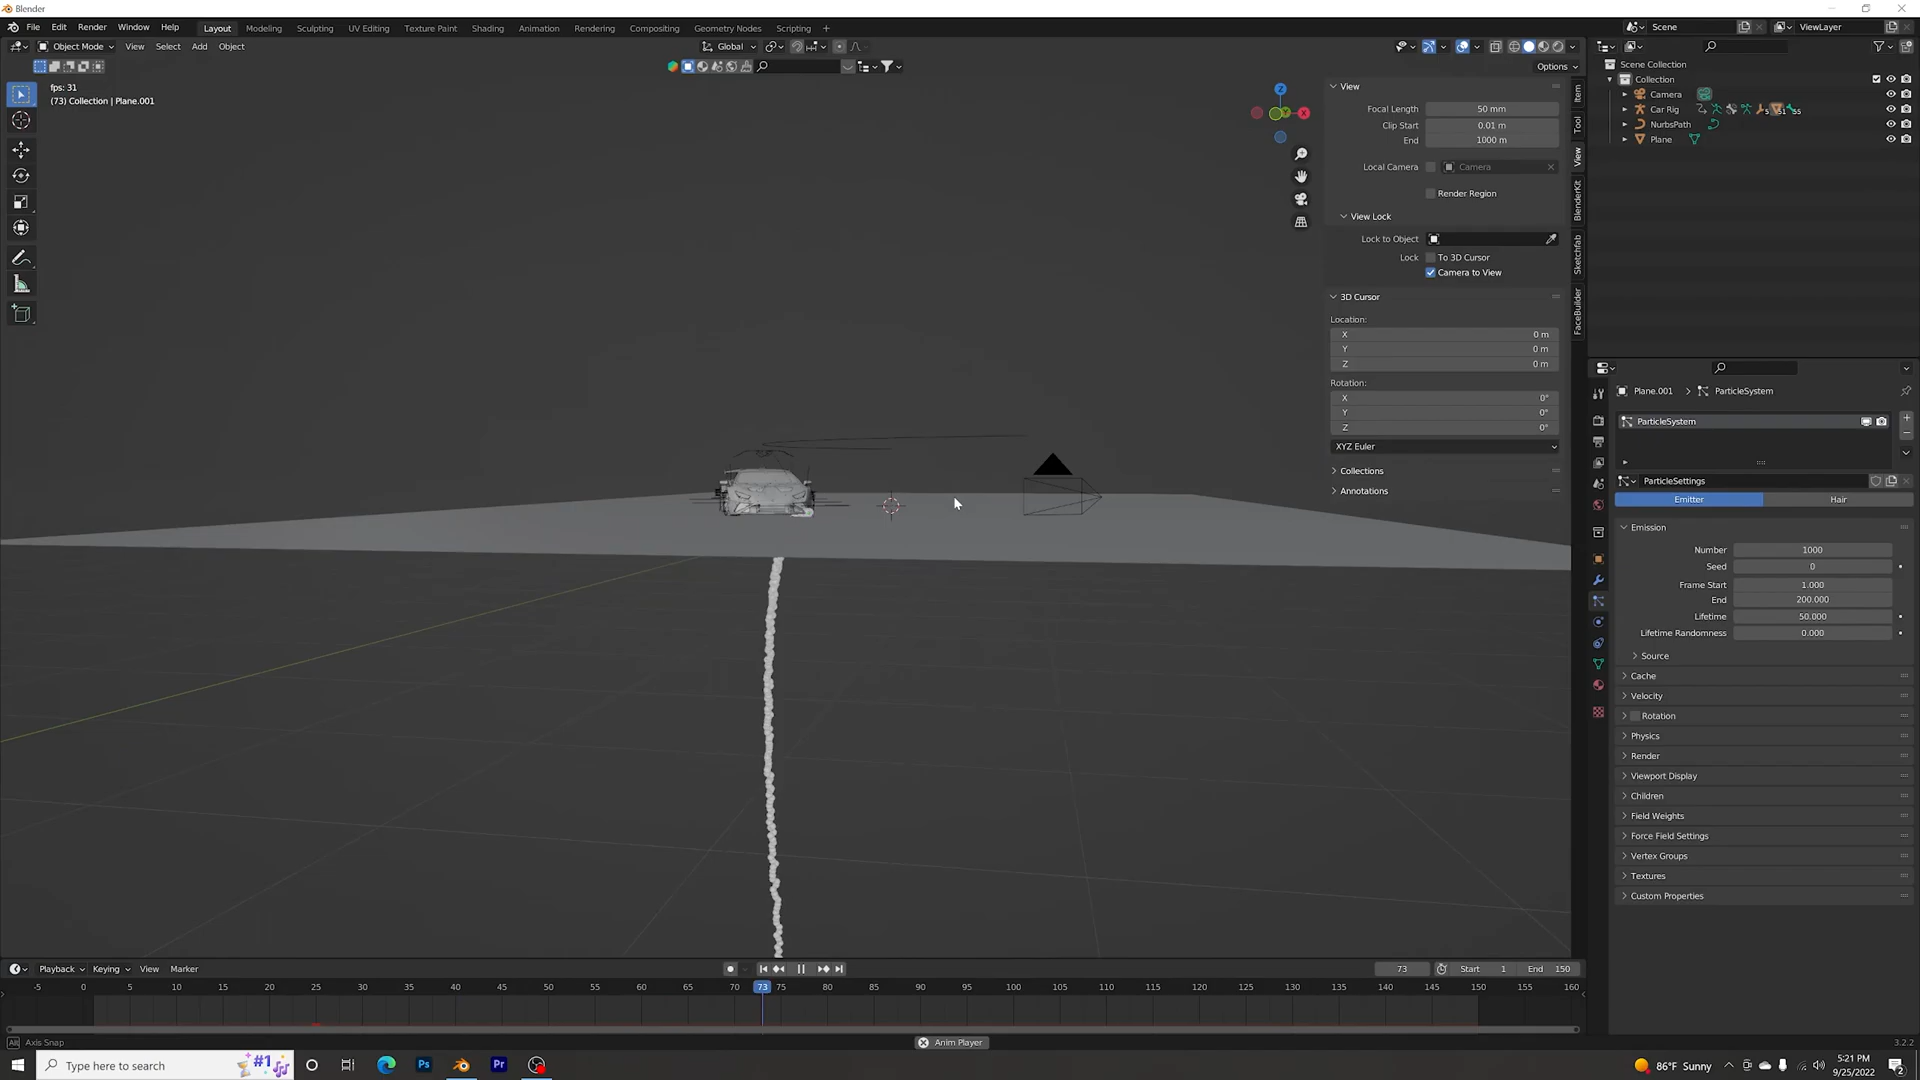 Blender
File Edit Render Window Help Layout Modeling Sculpting UV Editing Texture Paint Shading Animation Rendering Compositing Geometry Nodes Scripting + Scene ViewLayer
Object Mode View Select Add Object Global
Options
fps: 31
(73) Collection | Plane.001
Z
X
View
Focal Length 50 mm
Clip Start 0.01 m
End 1000 m
Local Camera Camera
Render Region
View Lock
Lock to Object
Lock To 3D Cursor
Camera to View
3D Cursor
Location:
X 0 m
Y 0 m
Z 0 m
Rotation:
X 0°
Y 0°
Z 0°
XYZ Euler
Collections
Annotations
Item
Tool
View
BlenderKit
Sketchfab
FaceBuilder
Scene Collection
Collection
Camera
Car Rig
NurbsPath
Plane
Plane.001 > ParticleSystem
ParticleSystem
ParticleSettings
Emitter Hair
Emission
Number 1000
Seed 0
Frame Start 1.000
End 200.000
Lifetime 50.000
Lifetime Randomness 0.000
Source
Cache
Velocity
Rotation
Physics
Render
Viewport Display
Children
Field Weights
Force Field Settings
Vertex Groups
Textures
Custom Properties
Playback Keying View Marker 73 Start 1 End 150
-5 0 5 10 15 20 25 30 35 40 45 50 55 60 65 70 73 75 80 85 90 95 100 105 110 115 120 125 130 135 140 145 150 155 160
Alt Axis Snap Anim Player 3.2.2
Type here to search #1 Ps Pr 86°F Sunny 5:21 PM
9/25/2022 2